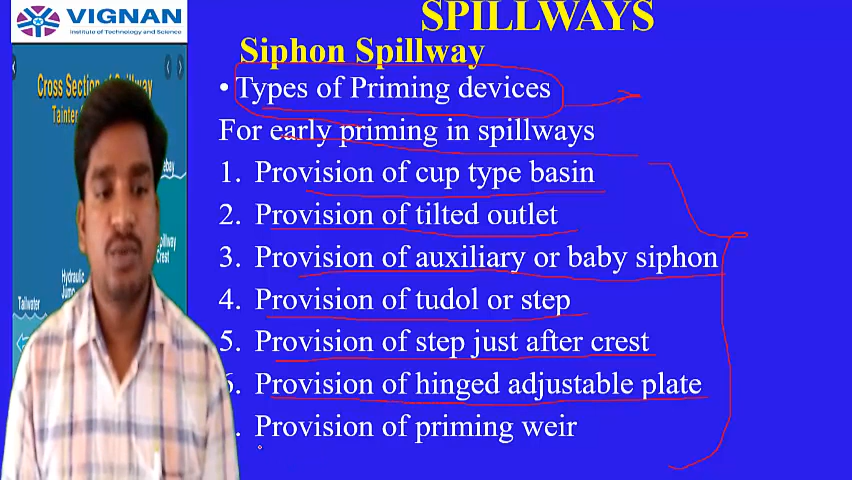 VIGNAN
Institute of Technology and Science
SPILLWAYS
Siphon Spillway
• Types of Priming devices
For early priming in spillways
1. Provision of cup type basin
2. Provision of tilted outlet
3. Provision of auxiliary or baby siphon
4. Provision of tudol or step
5. Provision of step just after crest
6. Provision of hinged adjustable plate
. Provision of priming weir
Cross Section of Spillway
Tainter
Spillway
Crest
Hydraulic
Jump
Tailwater